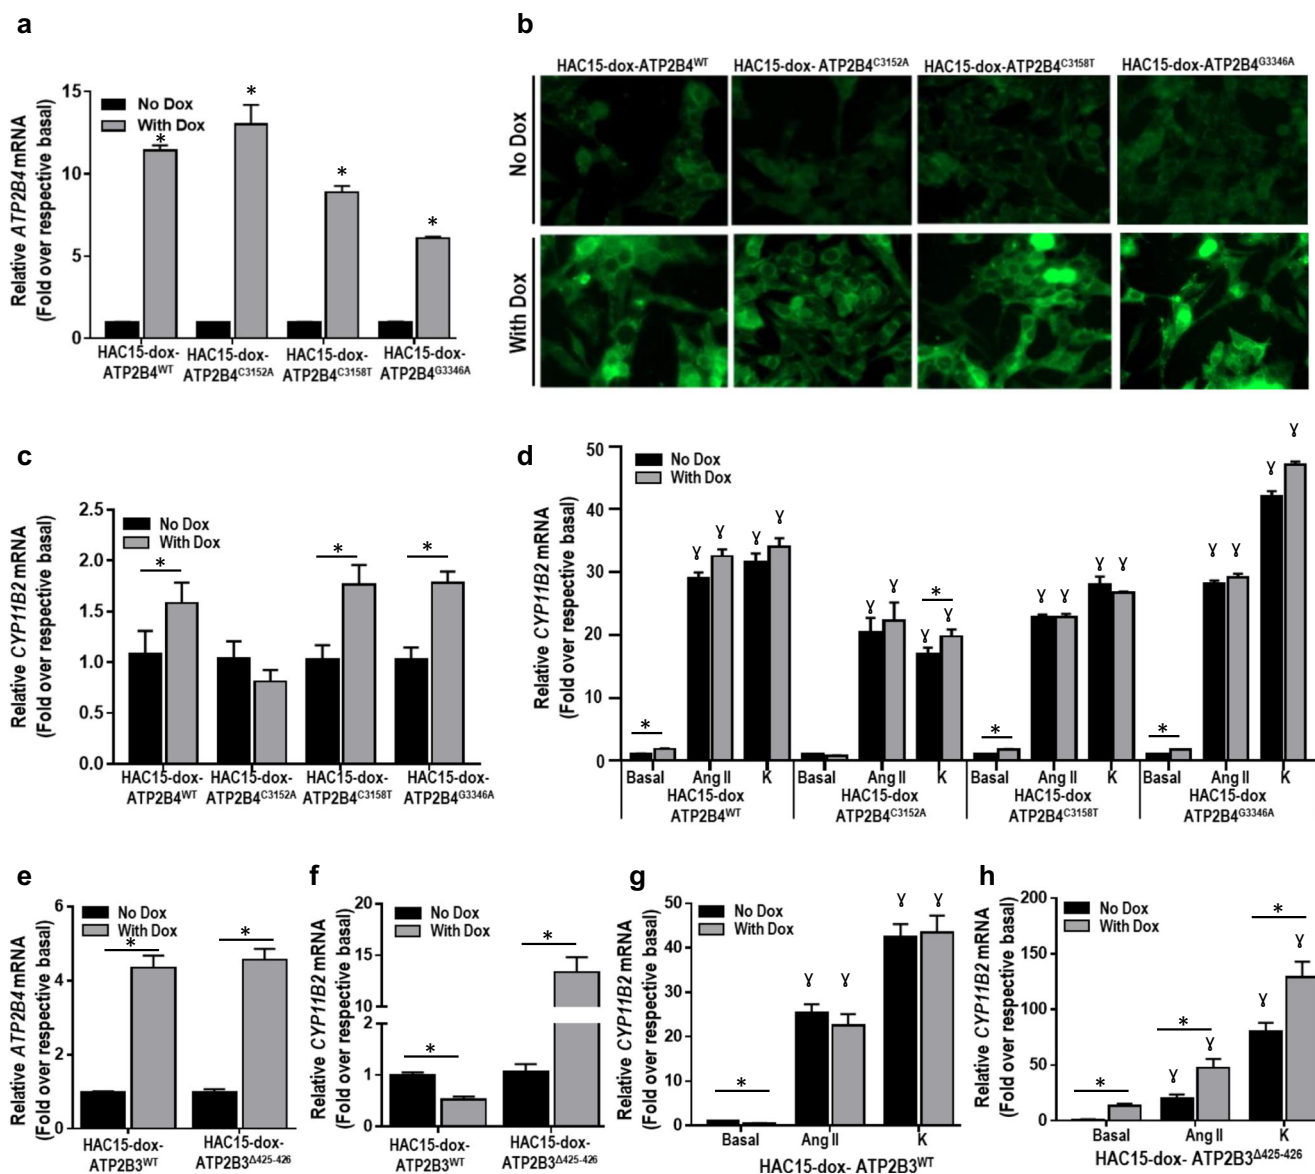 a
Relative ATP2B4 mRNA
(Fold over respective basal)
15
10
5
0
No Dox
With Dox
*
*
*
*
HAC15-dox-
ATP2B4WT
HAC15-dox-
ATP2B4C3152A
HAC15-dox-
ATP2B4C3158T
HAC15-dox-
ATP2B4G3346A
b
HAC15-dox-ATP2B4WT
HAC15-dox- ATP2B4C3152A
HAC15-dox-ATP2B4C3158T
HAC15-dox-ATP2B4G3346A
No Dox
With Dox
c
Relative CYP11B2 mRNA
(Fold over respective basal)
2.5
2.0
1.5
1.0
0.5
0.0
No Dox
With Dox
*
*
*
HAC15-dox-
ATP2B4WT
HAC15-dox-
ATP2B4C3152A
HAC15-dox-
ATP2B4C3158T
HAC15-dox-
ATP2B4G3346A
d
Relative CYP11B2 mRNA
(Fold over respective basal)
50
40
30
20
10
0
No Dox
With Dox
* γ γ γ γ
γ γ * γ γ
* γ γ γ γ
* γ γ γ γ
Basal Ang II K
HAC15-dox
ATP2B4WT
Basal Ang II K
HAC15-dox
ATP2B4C3152A
Basal Ang II K
HAC15-dox
ATP2B4C3158T
Basal Ang II K
HAC15-dox
ATP2B4G3346A
e
Relative ATP2B4 mRNA
(Fold over respective basal)
6
4
2
0
No Dox
With Dox
*
*
HAC15-dox-
ATP2B3WT
HAC15-dox-
ATP2B3Δ425-426
f
Relative CYP11B2 mRNA
(Fold over respective basal)
20
15
10
2
1
0
No Dox
With Dox
*
*
HAC15-dox-
ATP2B3WT
HAC15-dox-
ATP2B3Δ425-426
g
Relative CYP11B2 mRNA
(Fold over respective basal)
50
40
30
20
10
0
No Dox
With Dox
* γ γ γ γ
Basal Ang II K
HAC15-dox- ATP2B3WT
h
Relative CYP11B2 mRNA
(Fold over respective basal)
200
150
100
50
0
No Dox
With Dox
* * γ γ * γ γ
Basal Ang II K
HAC15-dox- ATP2B3Δ425-426